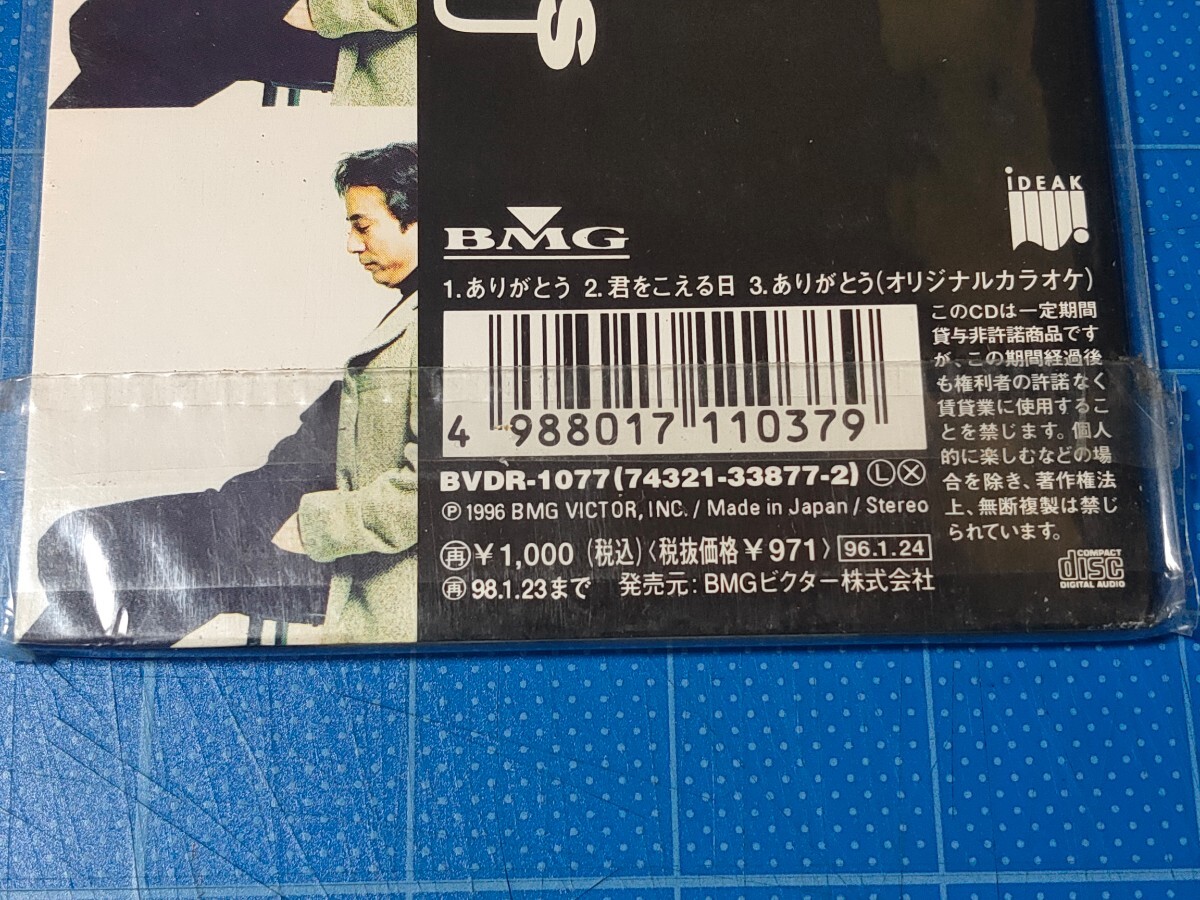 iDEAK
BMG
1.ありがとう 2.君をこえる日 3.ありがとう(オリジナルカラオケ)
4 988017 110379
BVDR-1077(74321-33877-2) Ⓛ Ⓧ
Ⓟ 1996 BMG VICTOR, INC. / Made in Japan / Stereo
㊢¥1,000 (税込)〈税抜価格¥971〉 96.1.24
再 98.1.23まで 発売元:BMGビクター株式会社
このCDは一定期間
貸与非許諾商品です
が、この期間経過後
も権利者の許諾なく
賃貸業に使用するこ
とを禁じます。個人
的に楽しむなどの場
合を除き、著作権法
上、無断複製は禁じ
られています。
COMPACT
disc
DIGITAL AUDIO